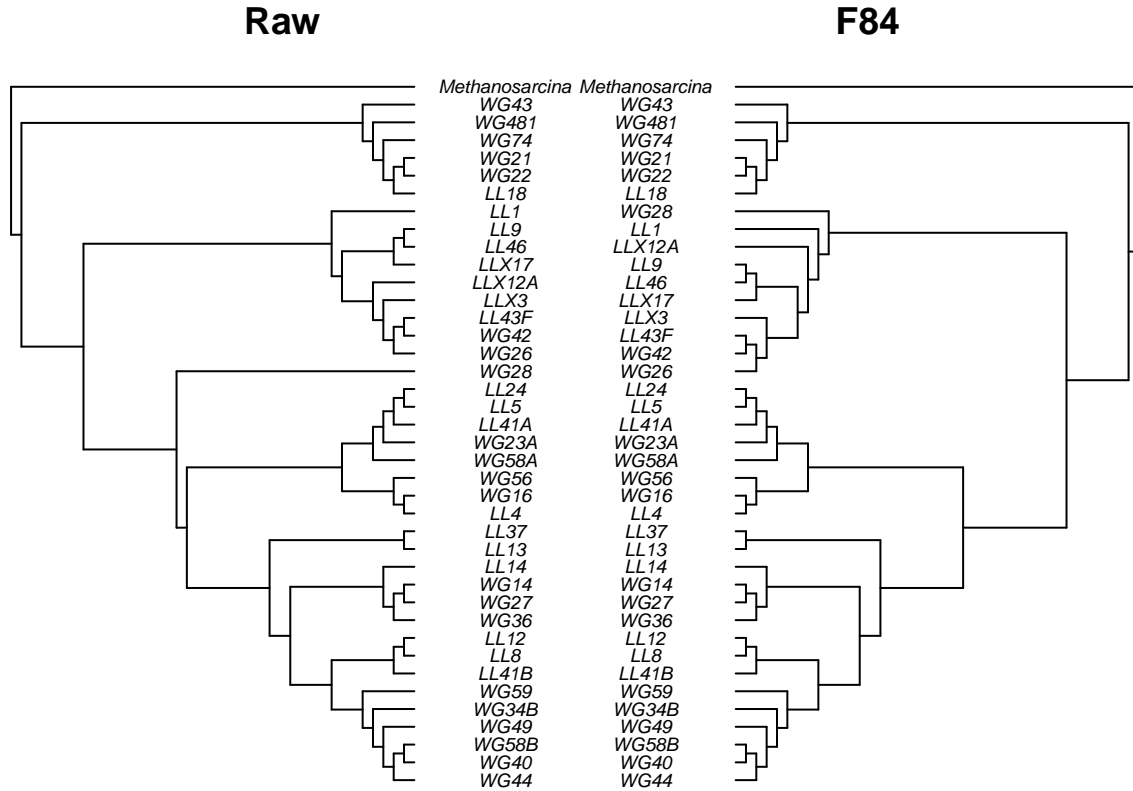 Raw F84
Methanosarcina Methanosarcina
WG43 WG43
WG481 WG481
WG74 WG74
WG21 WG21
WG22 WG22
LL18 LL18
LL1 WG28
LL9 LL1
LL46 LLX12A
LLX17 LL9
LLX12A LL46
LLX3 LLX17
LL43F LLX3
WG42 LL43F
WG26 WG42
WG28 WG26
LL24 LL24
LL5 LL5
LL41A LL41A
WG23A WG23A
WG58A WG58A
WG56 WG56
WG16 WG16
LL4 LL4
LL37 LL37
LL13 LL13
LL14 LL14
WG14 WG14
WG27 WG27
WG36 WG36
LL12 LL12
LL8 LL8
LL41B LL41B
WG59 WG59
WG34B WG34B
WG49 WG49
WG58B WG58B
WG40 WG40
WG44 WG44